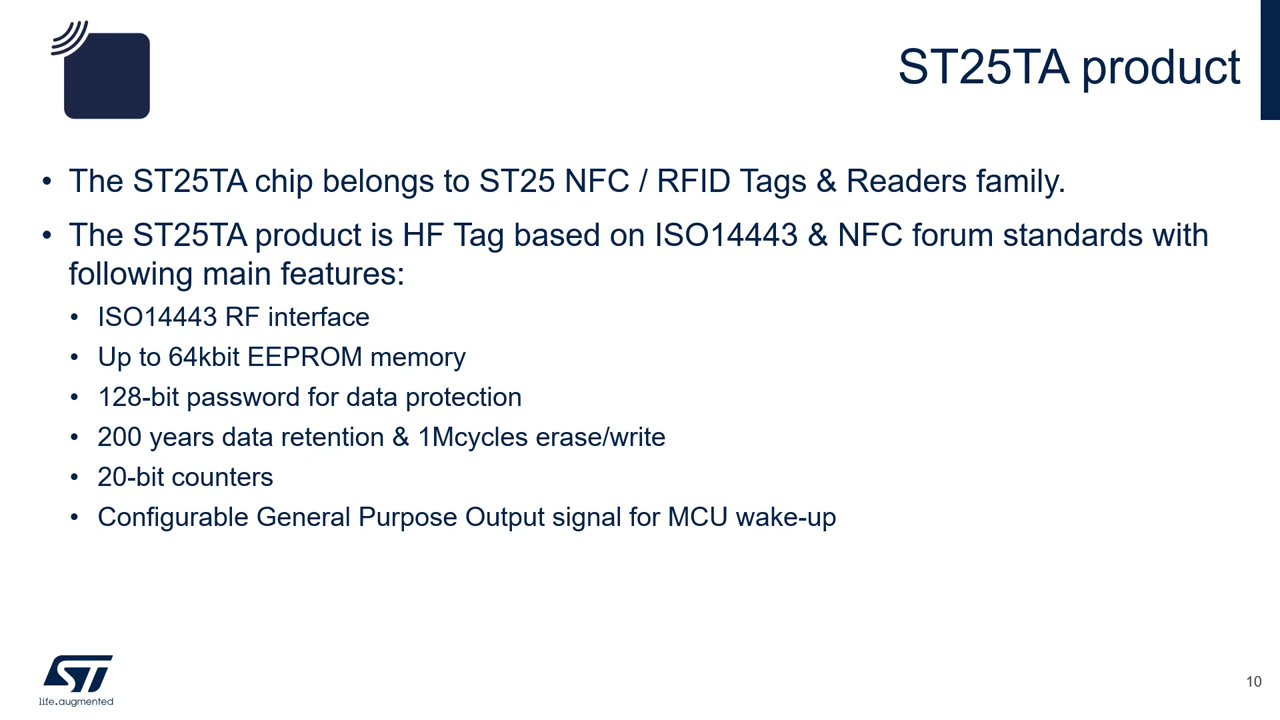 ST25TA product
• The ST25TA chip belongs to ST25 NFC / RFID Tags & Readers family.
• The ST25TA product is HF Tag based on ISO14443 & NFC forum standards with
following main features:
• ISO14443 RF interface
• Up to 64kbit EEPROM memory
• 128-bit password for data protection
• 200 years data retention & 1Mcycles erase/write
• 20-bit counters
• Configurable General Purpose Output signal for MCU wake-up
ST
life.augmented
10